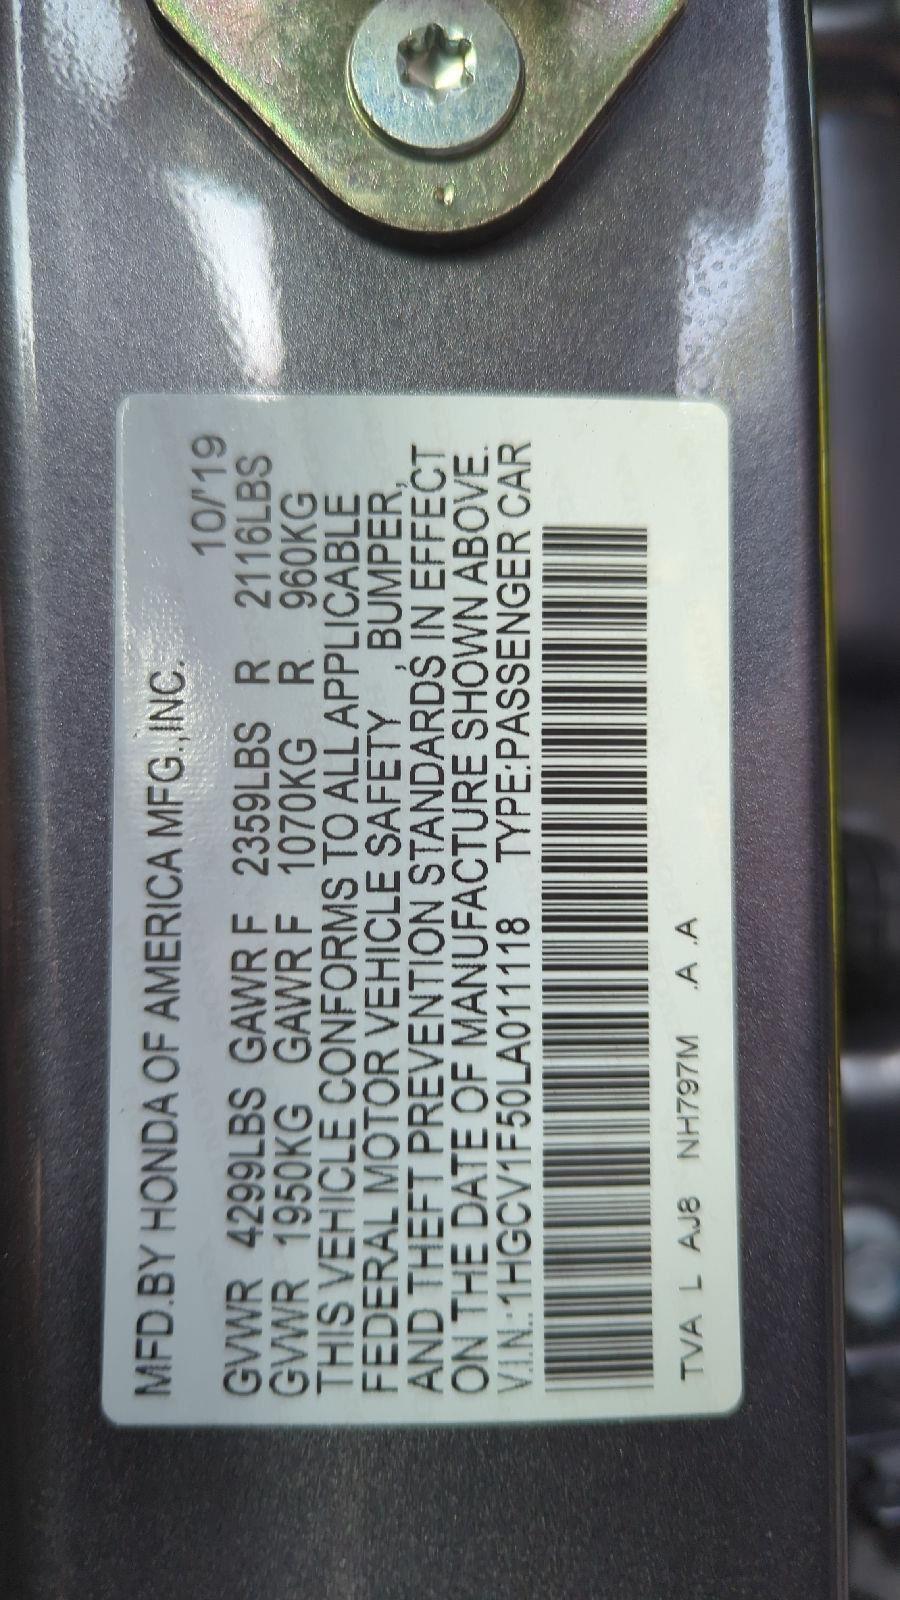 MFD.BY HONDA OF AMERICA MFG.,INC.
10/'19
GVWR 4299LBS GAWR F 2359LBS R 2116LBS
GVWR 1950KG GAWR F 1070KG R 960KG
THIS VEHICLE CONFORMS TO ALL APPLICABLE
FEDERAL MOTOR VEHICLE SAFETY , BUMPER,
AND THEFT PREVENTION STANDARDS IN EFFECT
ON THE DATE OF MANUFACTURE SHOWN ABOVE.
V.I.N.:1HGCV1F50LA011118 TYPE:PASSENGER CAR
TVA L AJ8 NH797M .A .A